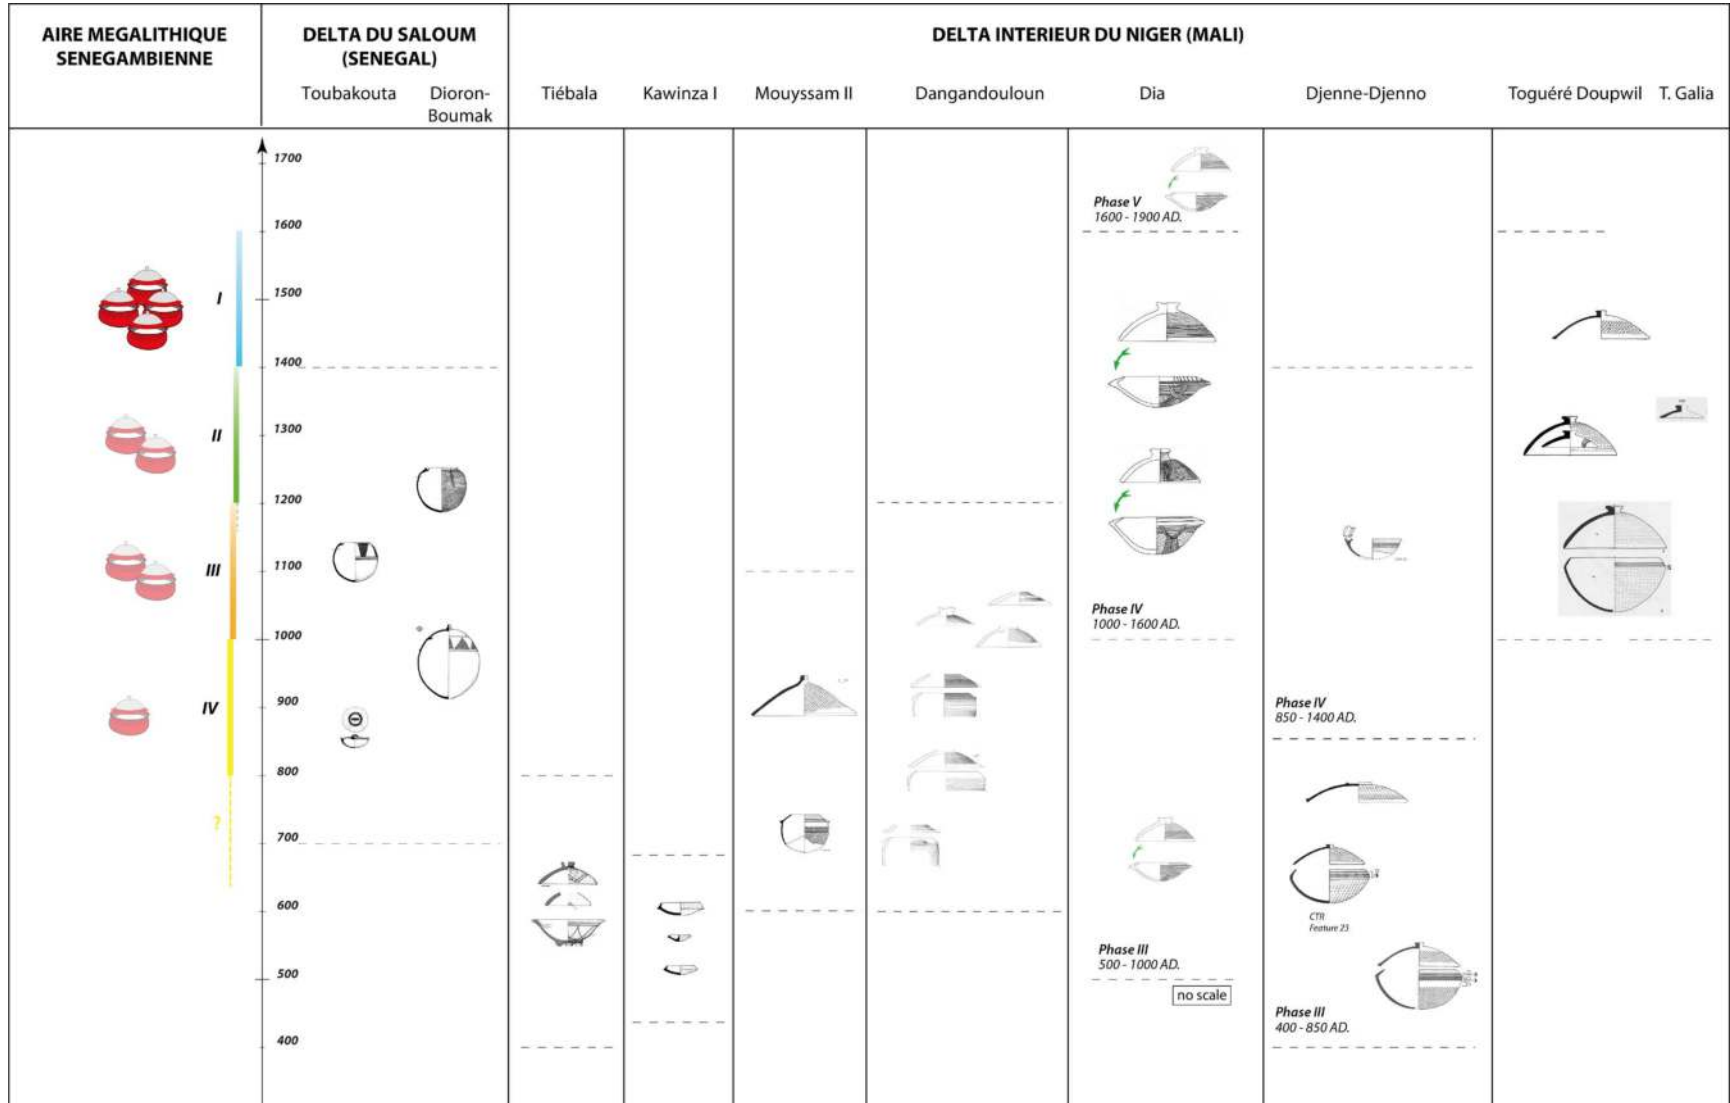 AIRE MEGALITHIQUE
SENEGAMBIENNE
DELTA DU SALOUM
(SENEGAL)
DELTA INTERIEUR DU NIGER (MALI)
Toubakouta
Dioron-
Boumak
Tiébala
Kawinza I
Mouyssam II
Dangandouloun
Dia
Djenne-Djenno
Toguéré Doupwil
T. Galia
1700
Phase V
1600 - 1900 AD.
1600
I
1500
1400
II
1300
1200
III
1100
Phase IV
1000 - 1600 AD.
1000
IV
900
Phase IV
850 - 1400 AD.
800
?
700
600
CTR
Feature 23
Phase III
500 - 1000 AD.
500
no scale
Phase III
400 - 850 AD.
400